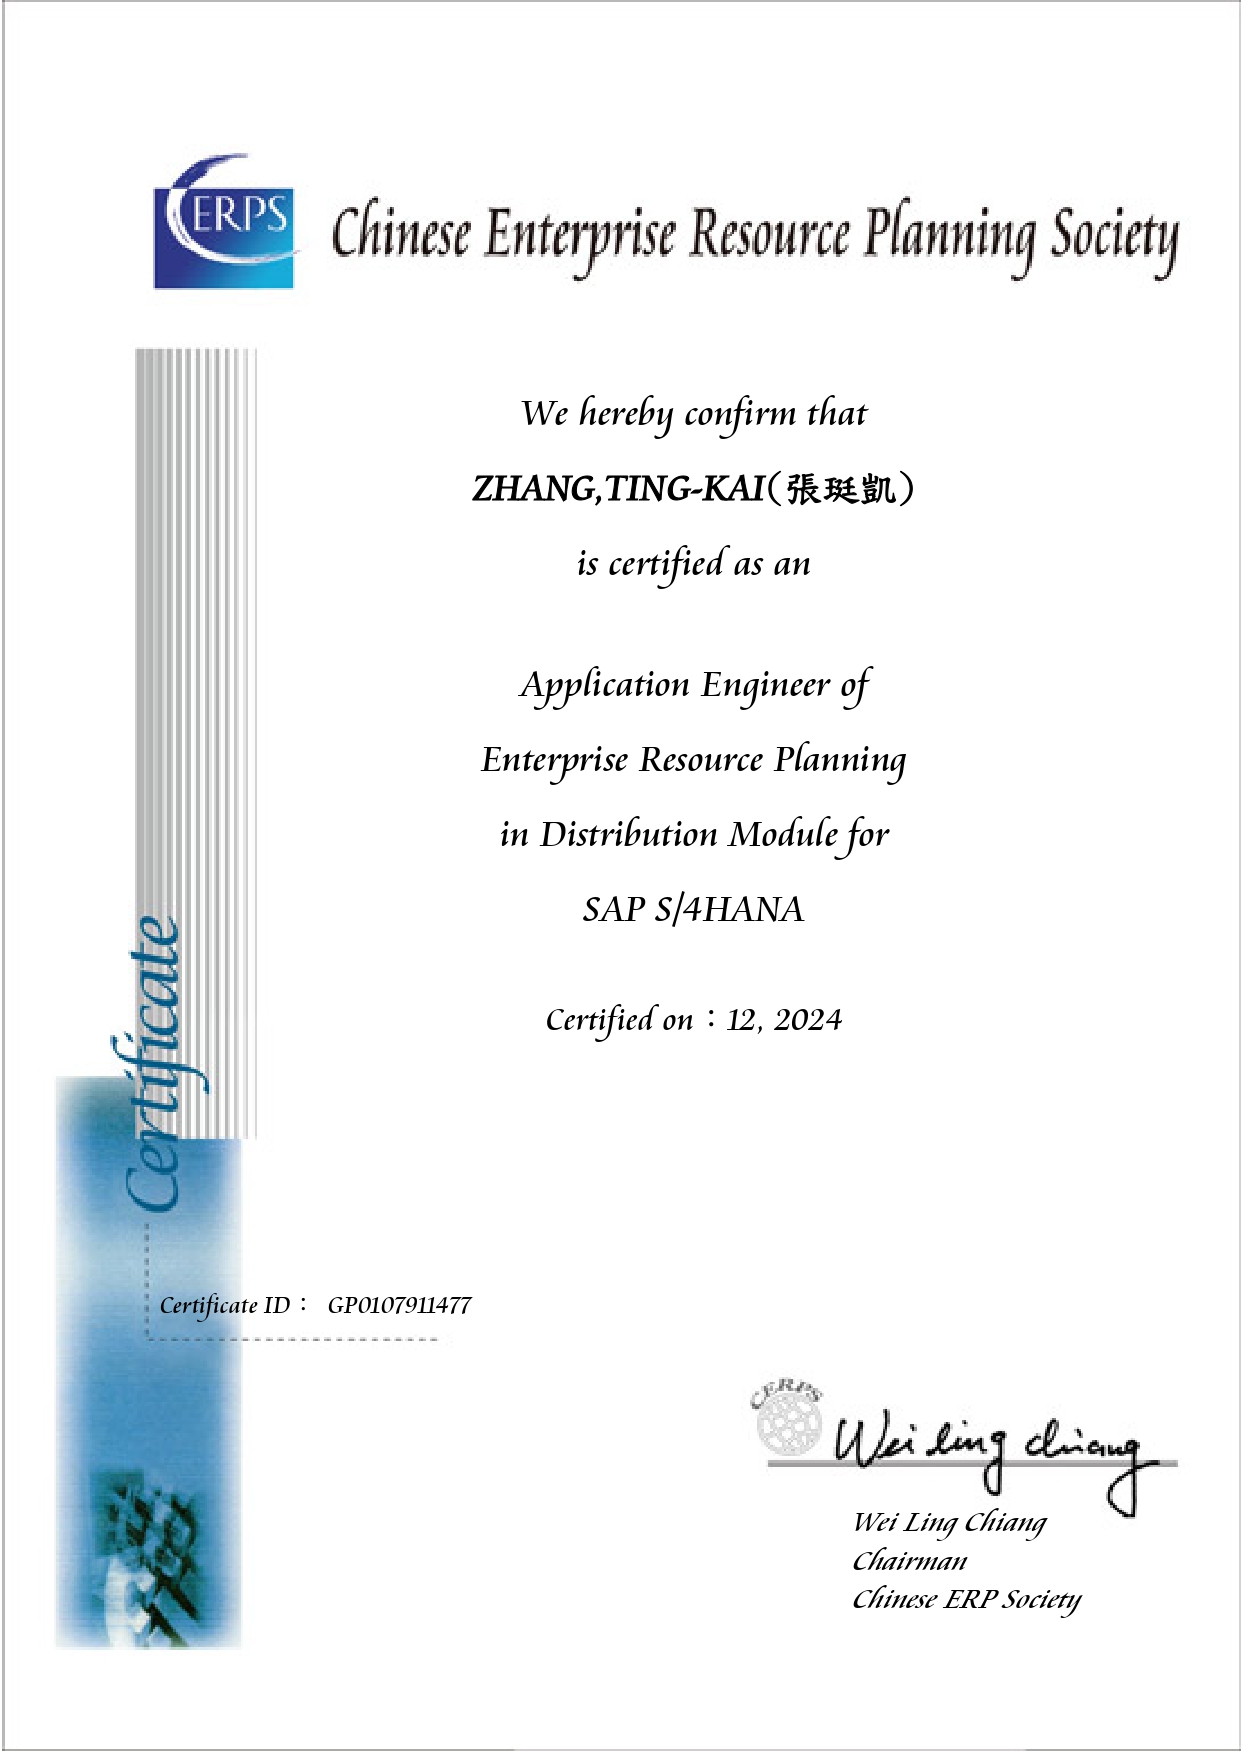 CERPS
Chinese Enterprise Resource Planning Society
We hereby confirm that
ZHANG,TING-KAI(張珽凱)
is certified as an
Application Engineer of
Enterprise Resource Planning
in Distribution Module for
SAP S/4HANA
Certified on：12, 2024
Certificate
Certificate ID： GP0107911477
CERPS
Wei Ling Chiang
Wei Ling Chiang
Chairman
Chinese ERP Society